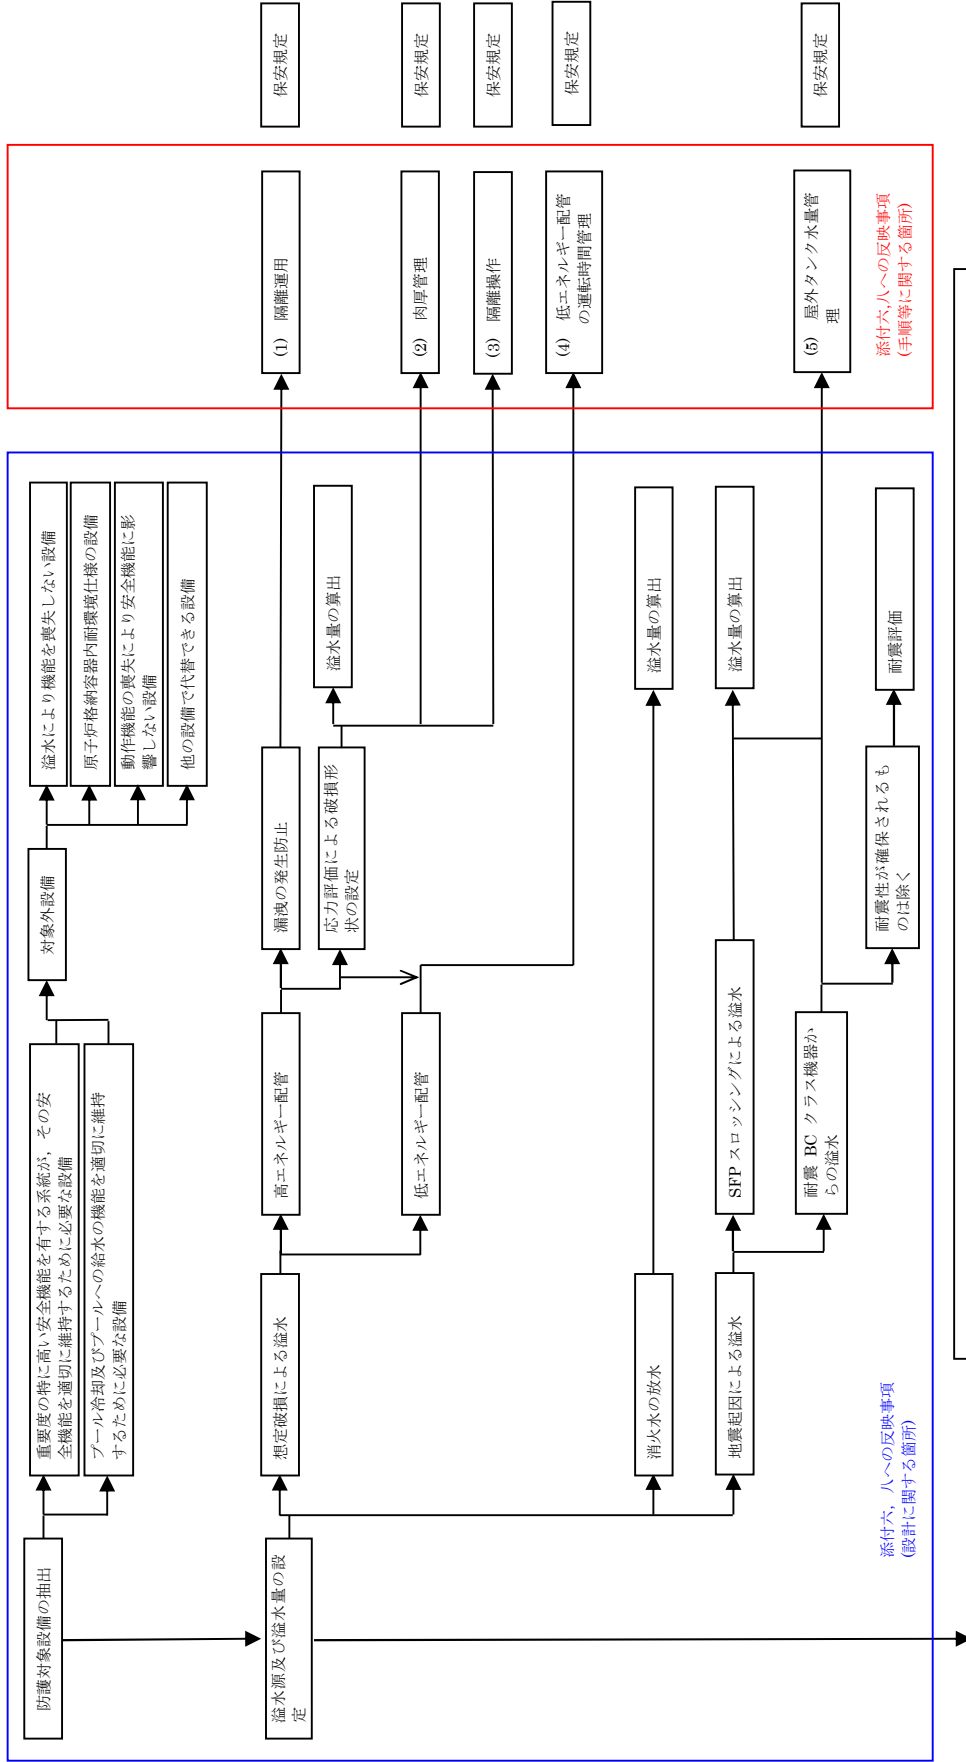 防護対象設備の抽出
重要度の特に高い安全機能を有する系統が，その安
全機能を適切に維持するために必要な設備
プール冷却及びプールへの給水の機能を適切に維持
するために必要な設備
対象外設備
溢水により機能を喪失しない設備
原子炉格納容器内耐環境仕様の設備
動作機能の喪失により安全機能に影
響しない設備
他の設備で代替できる設備
溢水源及び溢水量の設
定
想定破損による溢水
高エネルギー配管
漏洩の発生防止
(1) 隔離運用
保安規定
応力評価による破損形
状の設定
溢水量の算出
低エネルギー配管
(2) 肉厚管理
保安規定
(3) 隔離操作
保安規定
(4) 低エネルギー配管
の運転時間管理
保安規定
消火水の放水
溢水量の算出
地震起因による溢水
SFP スロッシングによる溢水
溢水量の算出
耐震 BC クラス機器か
らの溢水
(5) 屋外タンク水量管
理
保安規定
耐震性が確保されるも
のは除く
耐震評価
添付六，八への反映事項
(設計に関する箇所)
添付六,八への反映事項
(手順等に関する箇所)